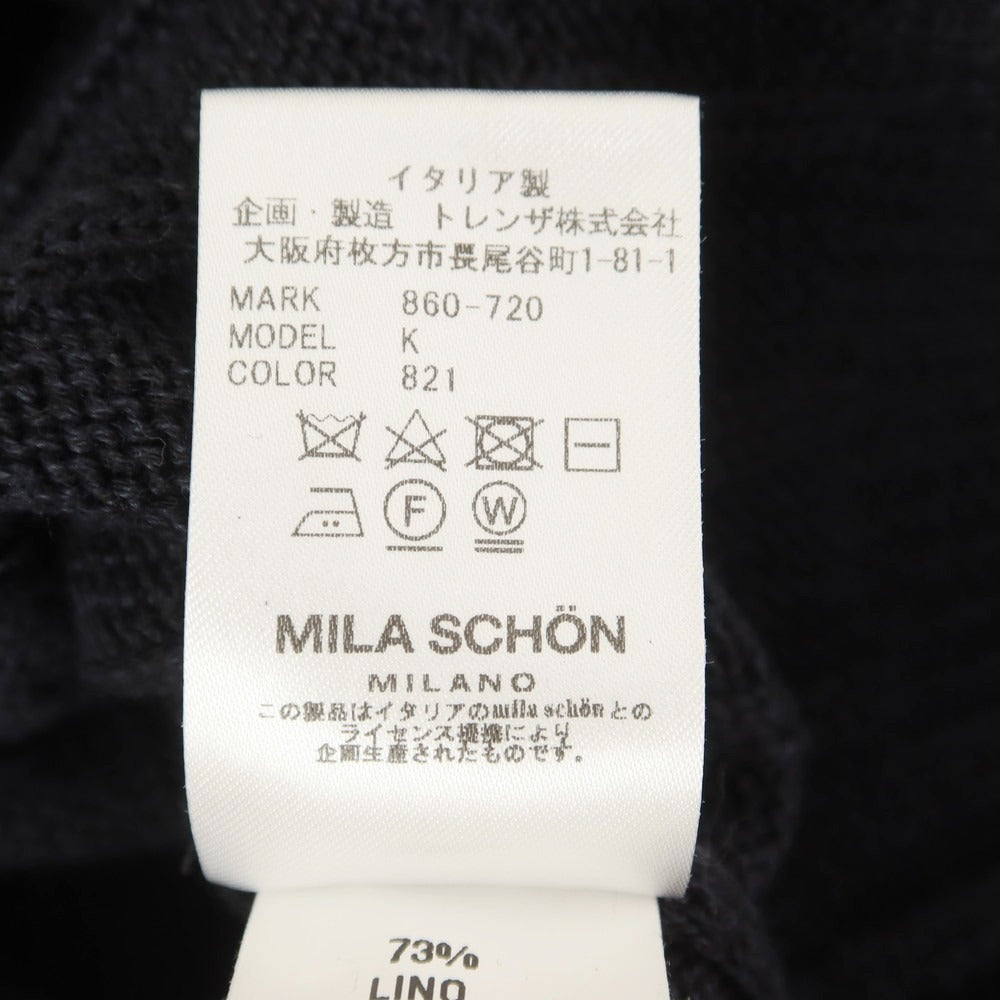 イタリア製
企画・製造 トレンザ株式会社
大阪府枚方市長尾谷町1-81-1
MARK 860-720
MODEL K
COLOR 821
F W
MILA SCHÖN
MILANO
この製品はイタリアのmila schönとの
ライセンス提携により
企画生産されたものです。
73%
LINO